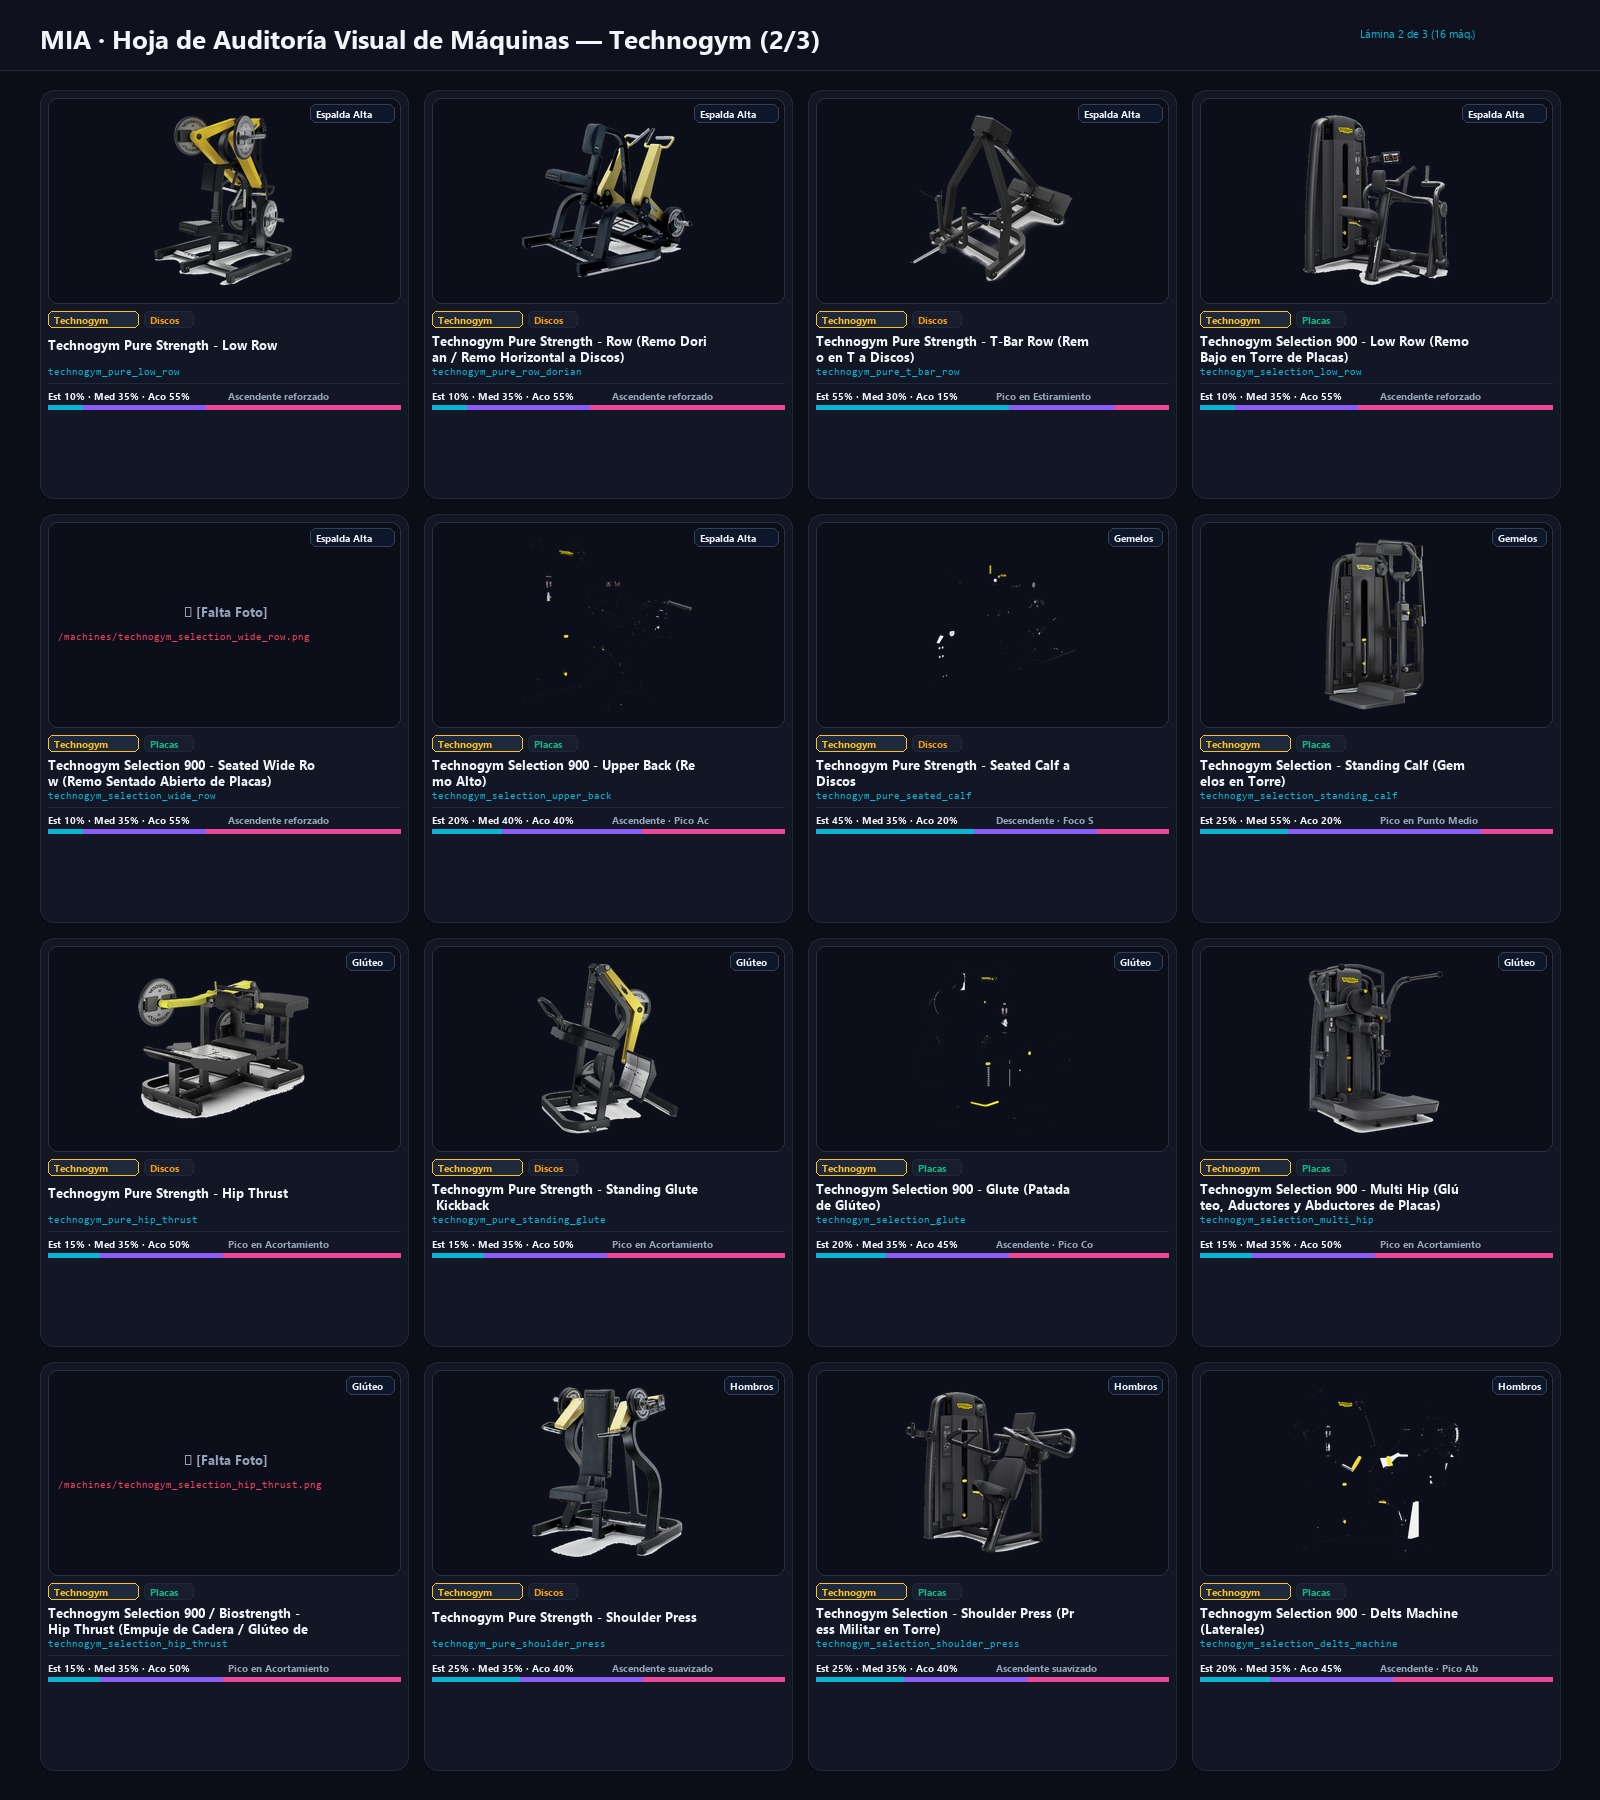 MIA · Hoja de Auditoría Visual de Máquinas — Technogym (2/3)
Lámina 2 de 3 (16 máq.)
Espalda Alta
Technogym
Discos
Technogym Pure Strength - Low Row
technogym_pure_low_row
Est 10% · Med 35% · Aco 55%
Ascendente reforzado
Espalda Alta
Technogym
Discos
Technogym Pure Strength - Row (Remo Dori
an / Remo Horizontal a Discos)
technogym_pure_row_dorian
Est 10% · Med 35% · Aco 55%
Ascendente reforzado
Espalda Alta
Technogym
Discos
Technogym Pure Strength - T-Bar Row (Rem
o en T a Discos)
technogym_pure_t_bar_row
Est 55% · Med 30% · Aco 15%
Pico en Estiramiento
Espalda Alta
Technogym
Placas
Technogym Selection 900 - Low Row (Remo
Bajo en Torre de Placas)
technogym_selection_low_row
Est 10% · Med 35% · Aco 55%
Ascendente reforzado
Espalda Alta
[Falta Foto]
/machines/technogym_selection_wide_row.png
Technogym
Placas
Technogym Selection 900 - Seated Wide Ro
w (Remo Sentado Abierto de Placas)
technogym_selection_wide_row
Est 10% · Med 35% · Aco 55%
Ascendente reforzado
Espalda Alta
Technogym
Placas
Technogym Selection 900 - Upper Back (Re
mo Alto)
technogym_selection_upper_back
Est 20% · Med 40% · Aco 40%
Ascendente · Pico Ac
Gemelos
Technogym
Discos
Technogym Pure Strength - Seated Calf a
Discos
technogym_pure_seated_calf
Est 45% · Med 35% · Aco 20%
Descendente · Foco S
Gemelos
Technogym
Placas
Technogym Selection - Standing Calf (Gem
elos en Torre)
technogym_selection_standing_calf
Est 25% · Med 55% · Aco 20%
Pico en Punto Medio
Glúteo
Technogym
Discos
Technogym Pure Strength - Hip Thrust
technogym_pure_hip_thrust
Est 15% · Med 35% · Aco 50%
Pico en Acortamiento
Glúteo
Technogym
Discos
Technogym Pure Strength - Standing Glute
Kickback
technogym_pure_standing_glute
Est 15% · Med 35% · Aco 50%
Pico en Acortamiento
Glúteo
Technogym
Placas
Technogym Selection 900 - Glute (Patada
de Glúteo)
technogym_selection_glute
Est 20% · Med 35% · Aco 45%
Ascendente · Pico Co
Glúteo
Technogym
Placas
Technogym Selection 900 - Multi Hip (Glú
teo, Aductores y Abductores de Placas)
technogym_selection_multi_hip
Est 15% · Med 35% · Aco 50%
Pico en Acortamiento
Glúteo
[Falta Foto]
/machines/technogym_selection_hip_thrust.png
Technogym
Placas
Technogym Selection 900 / Biostrength -
Hip Thrust (Empuje de Cadera / Glúteo de
technogym_selection_hip_thrust
Est 15% · Med 35% · Aco 50%
Pico en Acortamiento
Hombros
Technogym
Discos
Technogym Pure Strength - Shoulder Press
technogym_pure_shoulder_press
Est 25% · Med 35% · Aco 40%
Ascendente suavizado
Hombros
Technogym
Placas
Technogym Selection - Shoulder Press (Pr
ess Militar en Torre)
technogym_selection_shoulder_press
Est 25% · Med 35% · Aco 40%
Ascendente suavizado
Hombros
Technogym
Placas
Technogym Selection 900 - Delts Machine
(Laterales)
technogym_selection_delts_machine
Est 20% · Med 35% · Aco 45%
Ascendente · Pico Ab